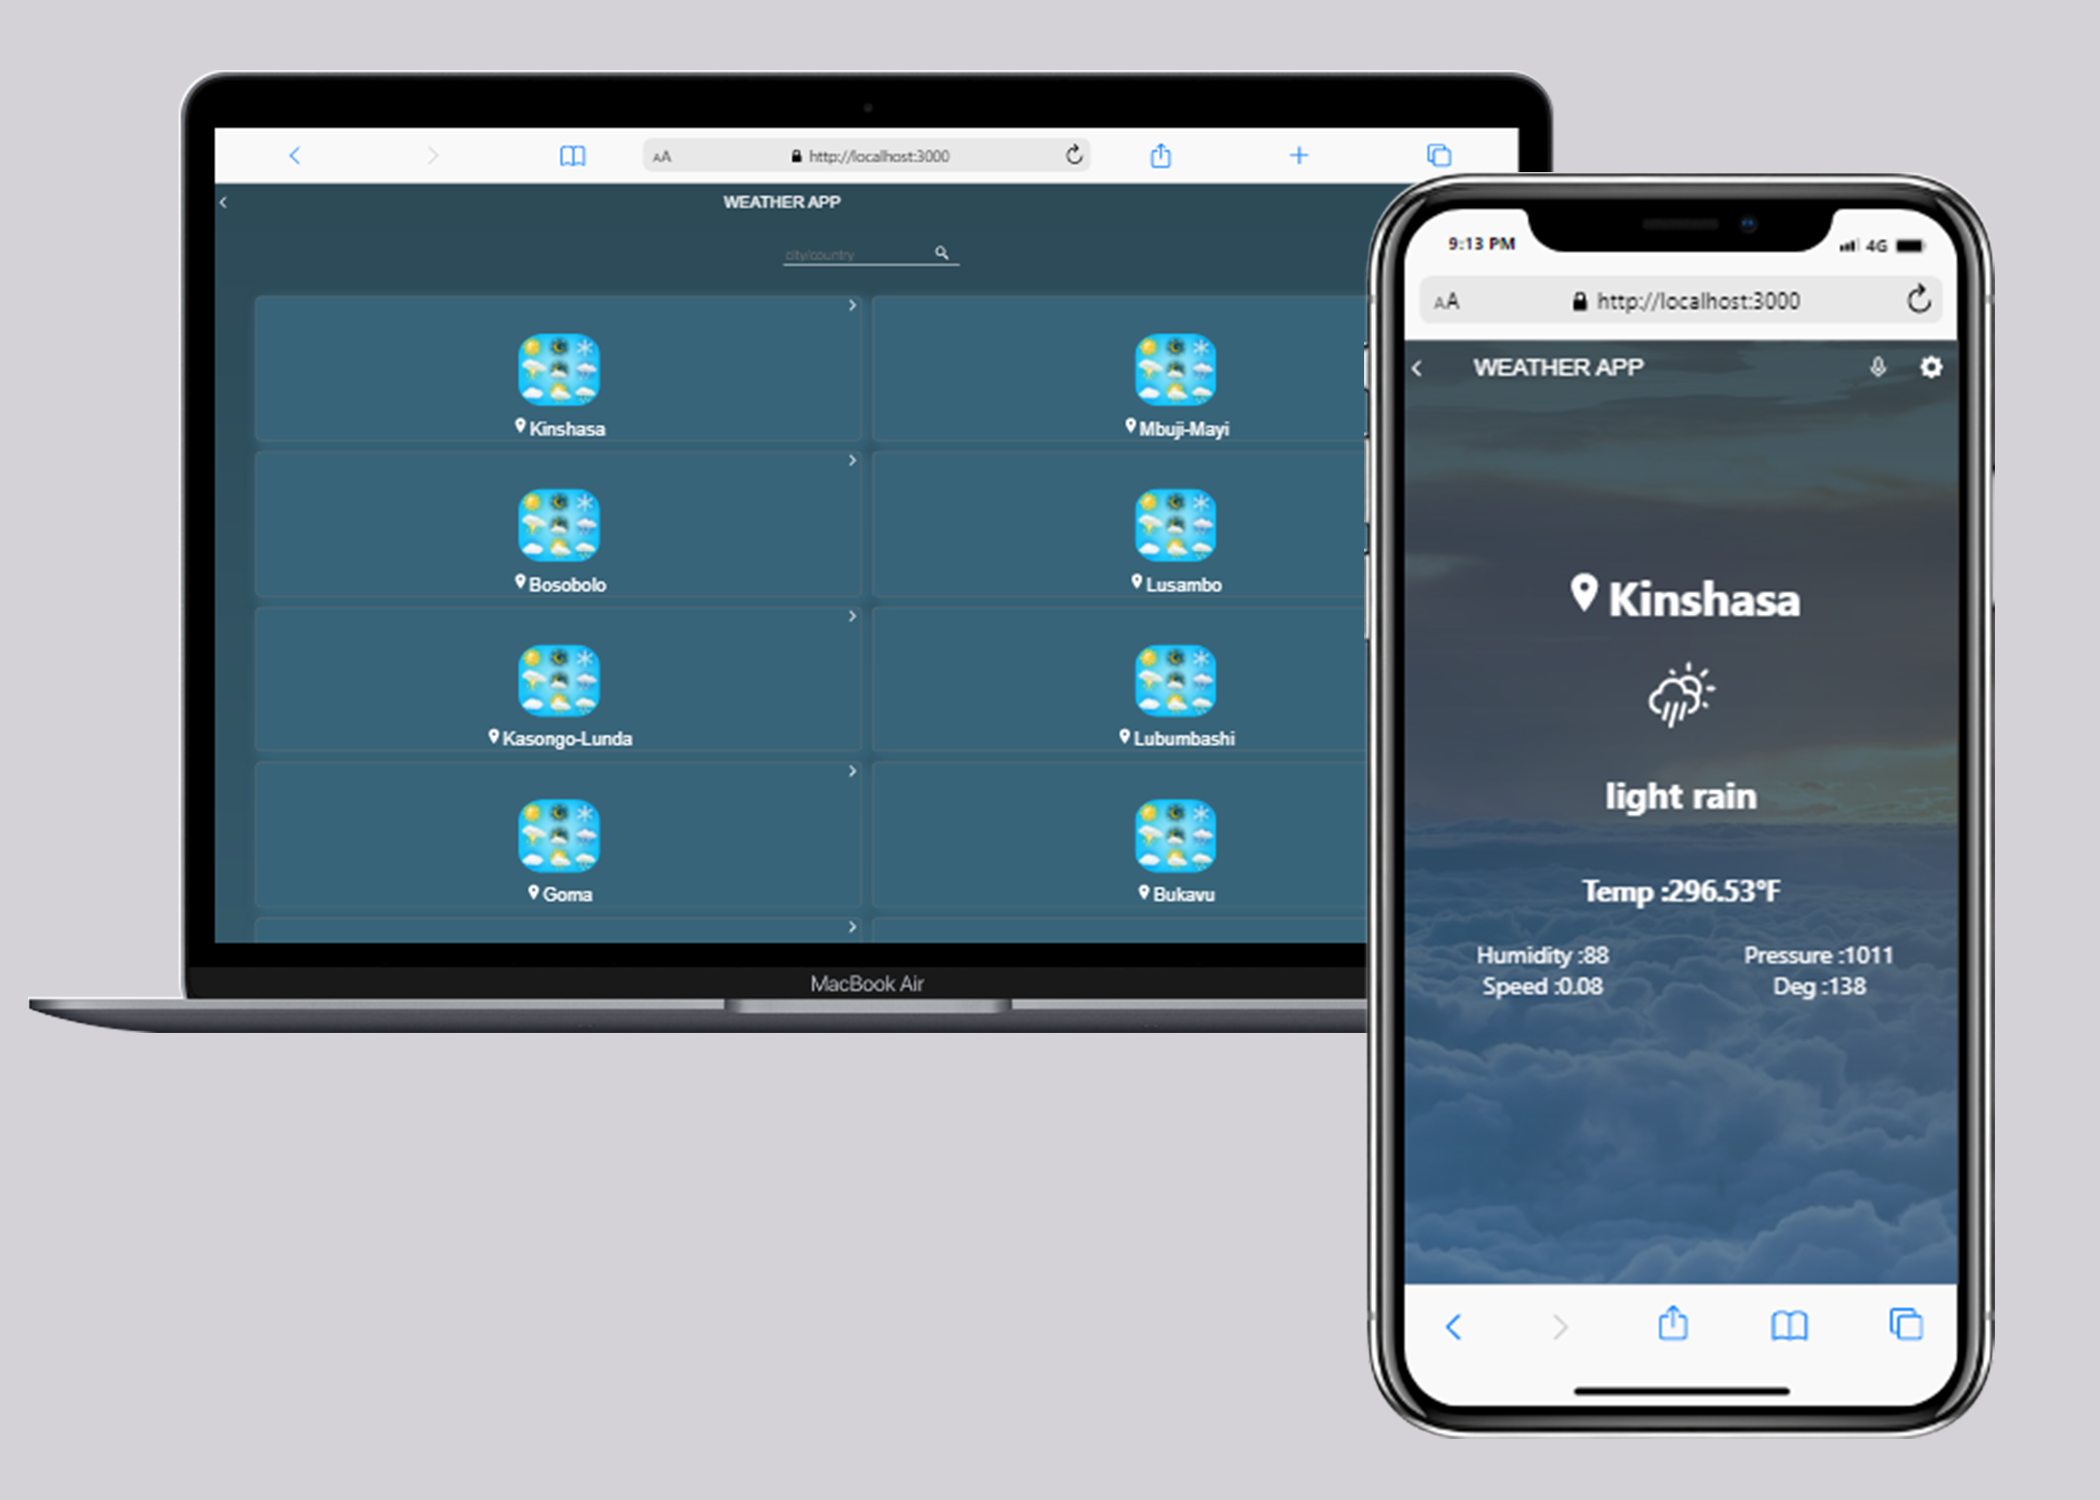 AA http://localhost:3000
WEATHER APP
city/country
Kinshasa
Mbuji-Mayi
Bosobolo
Lusambo
Kasongo-Lunda
Lubumbashi
Goma
Bukavu
MacBook Air
9:13 PM 4G
AA http://localhost:3000
WEATHER APP
Kinshasa
light rain
Temp :296.53°F
Humidity :88 Pressure :1011
Speed :0.08 Deg :138